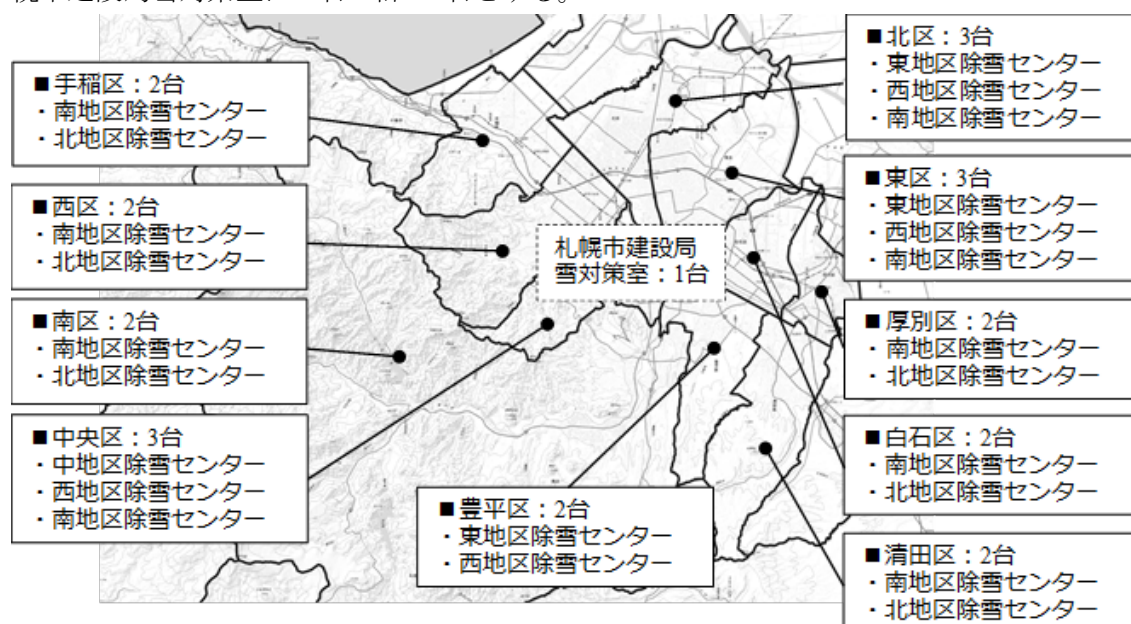 ■手稲区：2台
・南地区除雪センター
・北地区除雪センター
■西区：2台
・南地区除雪センター
・北地区除雪センター
■南区：2台
・南地区除雪センター
・北地区除雪センター
■中央区：3台
・中地区除雪センター
・西地区除雪センター
・南地区除雪センター
札幌市建設局
雪対策室：1台
■豊平区：2台
・東地区除雪センター
・西地区除雪センター
■北区：3台
・東地区除雪センター
・西地区除雪センター
・南地区除雪センター
■東区：3台
・東地区除雪センター
・西地区除雪センター
・南地区除雪センター
■厚別区：2台
・南地区除雪センター
・北地区除雪センター
■白石区：2台
・南地区除雪センター
・北地区除雪センター
■清田区：2台
・南地区除雪センター
・北地区除雪センター